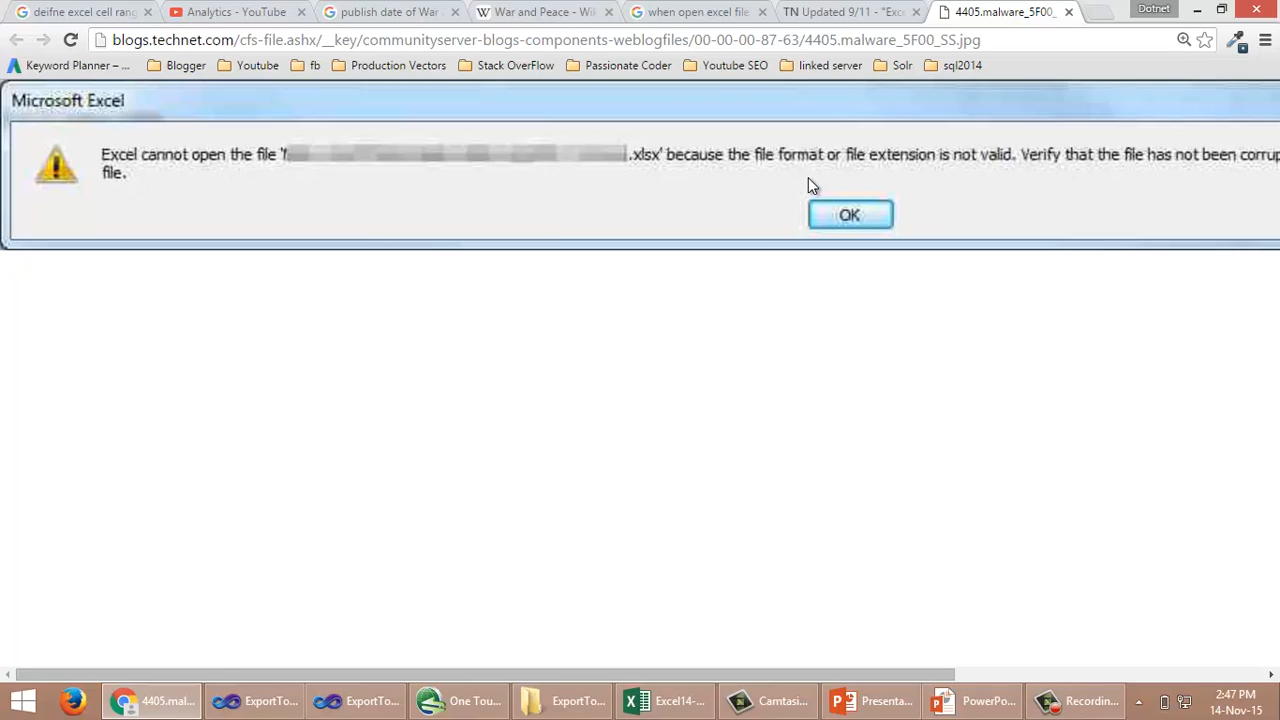 deifne excel cell rang
Analytics - YouTube
publish date of War
War and Peace - Wik
when open excel file
TN Updated 9/11 - "Exce
4405.malware_5F00_
Dotnet
blogs.technet.com/cfs-file.ashx/__key/communityserver-blogs-components-weblogfiles/00-00-00-87-63/4405.malware_5F00_SS.jpg
Keyword Planner – ...
Blogger
Youtube
fb
Production Vectors
Stack OverFlow
Passionate Coder
Youtube SEO
linked server
Solr
sql2014
Microsoft Excel
Excel cannot open the file ' .xlsx' because the file format or file extension is not valid. Verify that the file has not been corrup
file.
OK
4405.mal...
ExportTo...
ExportTo...
One Tou...
ExportTo...
Excel14-...
Camtasi...
Presenta...
PowerPo...
Recordin...
2:47 PM
14-Nov-15